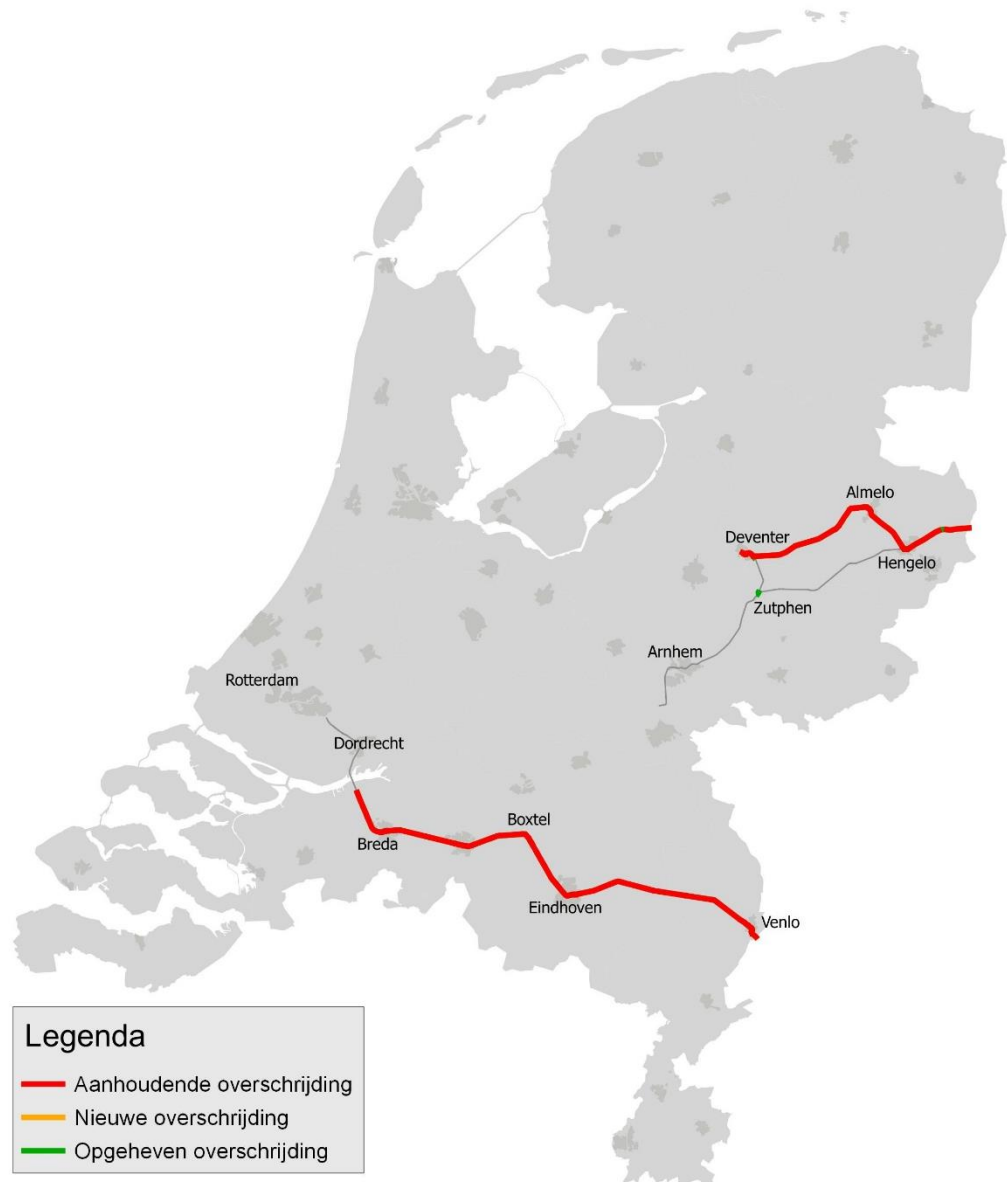 Almelo
Deventer
Hengelo
Zutphen
Arnhem
Rotterdam
Dordrecht
Boxtel
Breda
Eindhoven
Venlo
Legenda
Aanhoudende overschrijding
Nieuwe overschrijding
Opgeheven overschrijding